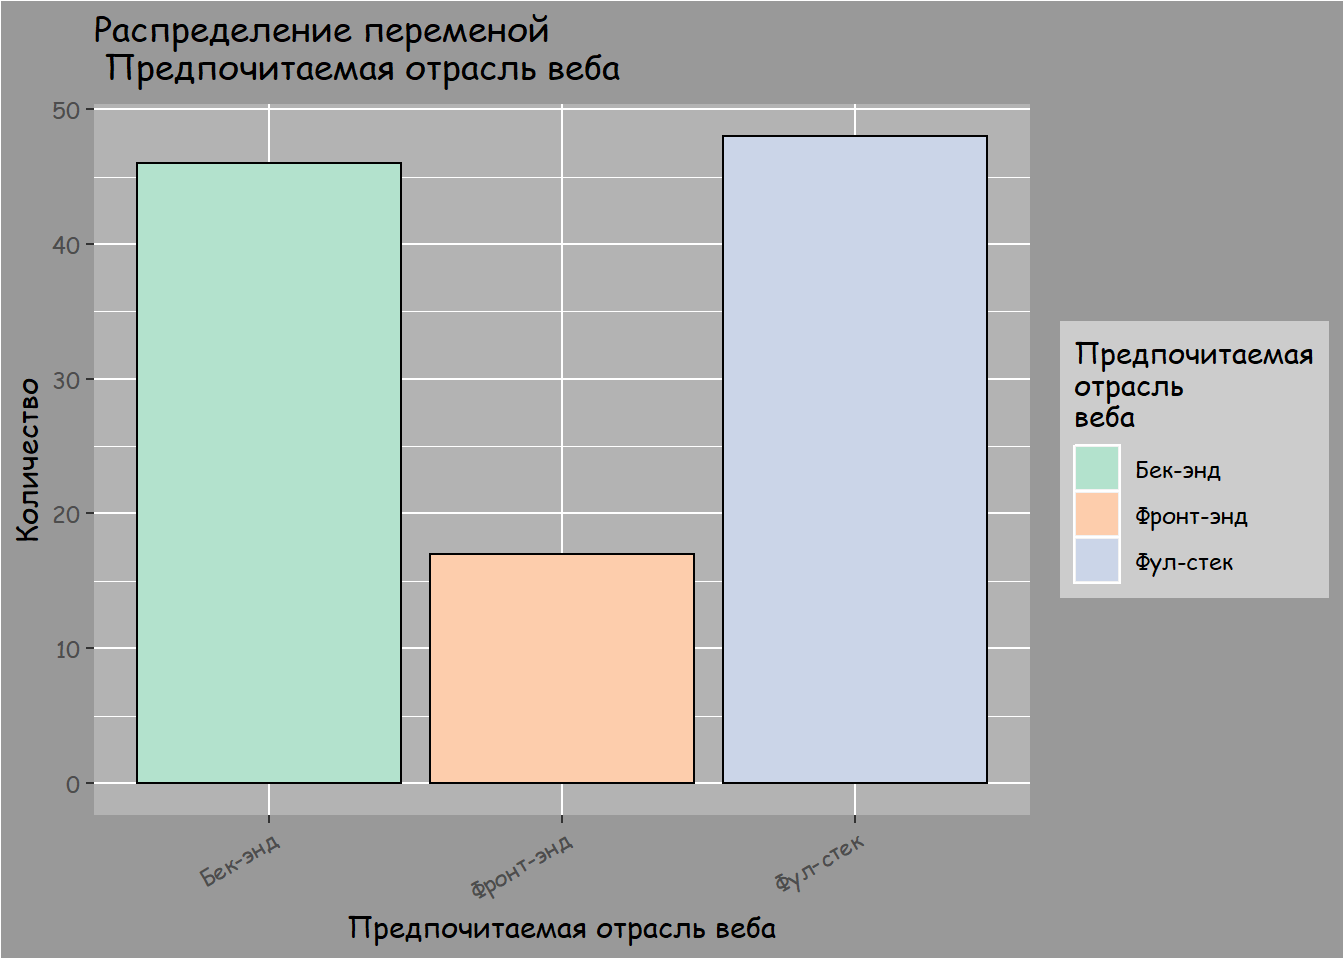 Распределение переменой
Предпочитаемая отрасль веба
50
40
30
20
10
0
Количество
Бек-энд
Фронт-энд
Фул-стек
Предпочитаемая отрасль веба
Предпочитаемая
отрасль
веба
Бек-энд
Фронт-энд
Фул-стек